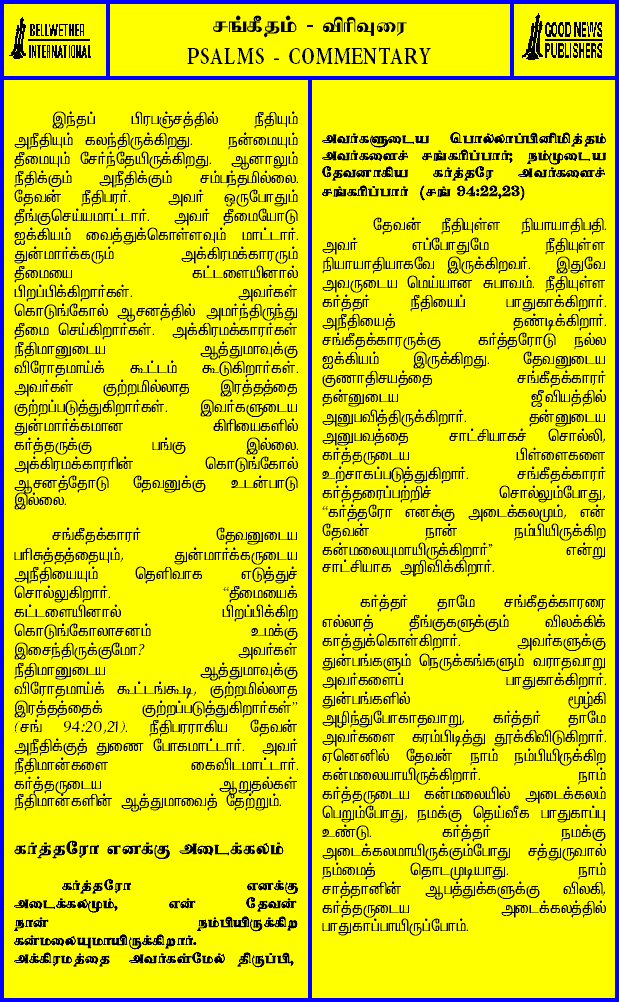 BELLWETHER
INTERNATIONAL
சங்கீதம் - விரிவுரை
PSALMS - COMMENTARY
GOOD NEWS
PUBLISHERS
இந்தப் பிரபஞ்சத்தில் நீதியும்
அநீதியும் கலந்திருக்கிறது. நன்மையும்
தீமையும் சேர்ந்தேயிருக்கிறது. ஆனாலும்
நீதிக்கும் அநீதிக்கும் சம்பந்தமில்லை.
தேவன் நீதிபரர். அவர் ஒருபோதும்
தீங்குசெய்யமாட்டார். அவர் தீமையோடு
ஐக்கியம் வைத்துக்கொள்ளவும் மாட்டார்.
துன்மார்க்கரும் அக்கிரமக்காரரும்
தீமையை கட்டளையினால்
பிறப்பிக்கிறார்கள். அவர்கள்
கொடுங்கோல் ஆசனத்தில் அமர்ந்திருந்து
தீமை செய்கிறார்கள். அக்கிரமக்காரர்கள்
நீதிமானுடைய ஆத்துமாவுக்கு
விரோதமாய்க் கூட்டம் கூடுகிறார்கள்.
அவர்கள் குற்றமில்லாத இரத்தத்தை
குற்றப்படுத்துகிறார்கள். இவர்களுடைய
துன்மார்க்கமான கிரியைகளில்
கர்த்தருக்கு பங்கு இல்லை.
அக்கிரமக்காரரின் கொடுங்கோல்
ஆசனத்தோடு தேவனுக்கு உடன்பாடு
இல்லை.
சங்கீதக்காரர் தேவனுடைய
பரிசுத்தத்தையும், துன்மார்க்கருடைய
அநீதியையும் தெளிவாக எடுத்துச்
சொல்லுகிறார். “தீமையைக்
கட்டளையினால் பிறப்பிக்கிற
கொடுங்கோலாசனம் உமக்கு
இசைந்திருக்குமோ? அவர்கள்
நீதிமானுடைய ஆத்துமாவுக்கு
விரோதமாய்க் கூட்டங்கூடி, குற்றமில்லாத
இரத்தத்தைக் குற்றப்படுத்துகிறார்கள்”
(சங் 94:20,21). நீதிபரராகிய தேவன்
அநீதிக்குத் துணை போகமாட்டார். அவர்
நீதிமான்களை கைவிடமாட்டார்.
கர்த்தருடைய ஆறுதல்கள்
நீதிமான்களின் ஆத்துமாவைத் தேற்றும்.
கர்த்தரோ எனக்கு அடைக்கலம்
கர்த்தரோ எனக்கு
அடைக்கலமும், என் தேவன்
நான் நம்பியிருக்கிற
கன்மலையுமாயிருக்கிறார்.
அக்கிரமத்தை அவர்கள்மேல் திருப்பி,
அவர்களுடைய பொல்லாப்பினிமித்தம்
அவர்களைச் சங்கரிப்பார்; நம்முடைய
தேவனாகிய கர்த்தரே அவர்களைச்
சங்கரிப்பார் (சங் 94:22,23)
தேவன் நீதியுள்ள நியாயாதிபதி.
அவர் எப்போதுமே நீதியுள்ள
நியாயாதியாகவே இருக்கிறவர். இதுவே
அவருடைய மெய்யான சுபாவம். நீதியுள்ள
கர்த்தர் நீதியைப் பாதுகாக்கிறார்.
அநீதியைத் தண்டிக்கிறார்.
சங்கீதக்காரருக்கு கர்த்தரோடு நல்ல
ஐக்கியம் இருக்கிறது. தேவனுடைய
குணாதிசயத்தை சங்கீதக்காரர்
தன்னுடைய ஜீவியத்தில்
அனுபவித்திருக்கிறார். தன்னுடைய
அனுபவத்தை சாட்சியாகச் சொல்லி,
கர்த்தருடைய பிள்ளைகளை
உற்சாகப்படுத்துகிறார். சங்கீதக்காரர்
கர்த்தரைப்பற்றிச் சொல்லும்போது,
“கர்த்தரோ எனக்கு அடைக்கலமும், என்
தேவன் நான் நம்பியிருக்கிற
கன்மலையுமாயிருக்கிறார்” என்று
சாட்சியாக அறிவிக்கிறார்.
கர்த்தர் தாமே சங்கீதக்காரரை
எல்லாத் தீங்குகளுக்கும் விலக்கிக்
காத்துக்கொள்கிறார். அவர்களுக்கு
துன்பங்களும் நெருக்கங்களும் வராதவாறு
அவர்களைப் பாதுகாக்கிறார்.
துன்பங்களில் மூழ்கி
அழிந்துபோகாதவாறு, கர்த்தர் தாமே
அவர்களை கரம்பிடித்து தூக்கிவிடுகிறார்.
ஏனெனில் தேவன் நாம் நம்பியிருக்கிற
கன்மலையாயிருக்கிறார். நாம்
கர்த்தருடைய கன்மலையில் அடைக்கலம்
பெறும்போது, நமக்கு தெய்வீக பாதுகாப்பு
உண்டு. கர்த்தர் நமக்கு
அடைக்கலமாயிருக்கும்போது சத்துருவால்
நம்மைத் தொடமுடியாது. நாம்
சாத்தானின் ஆபத்துக்களுக்கு விலகி,
கர்த்தருடைய அடைக்கலத்தில்
பாதுகாப்பாயிருப்போம்.